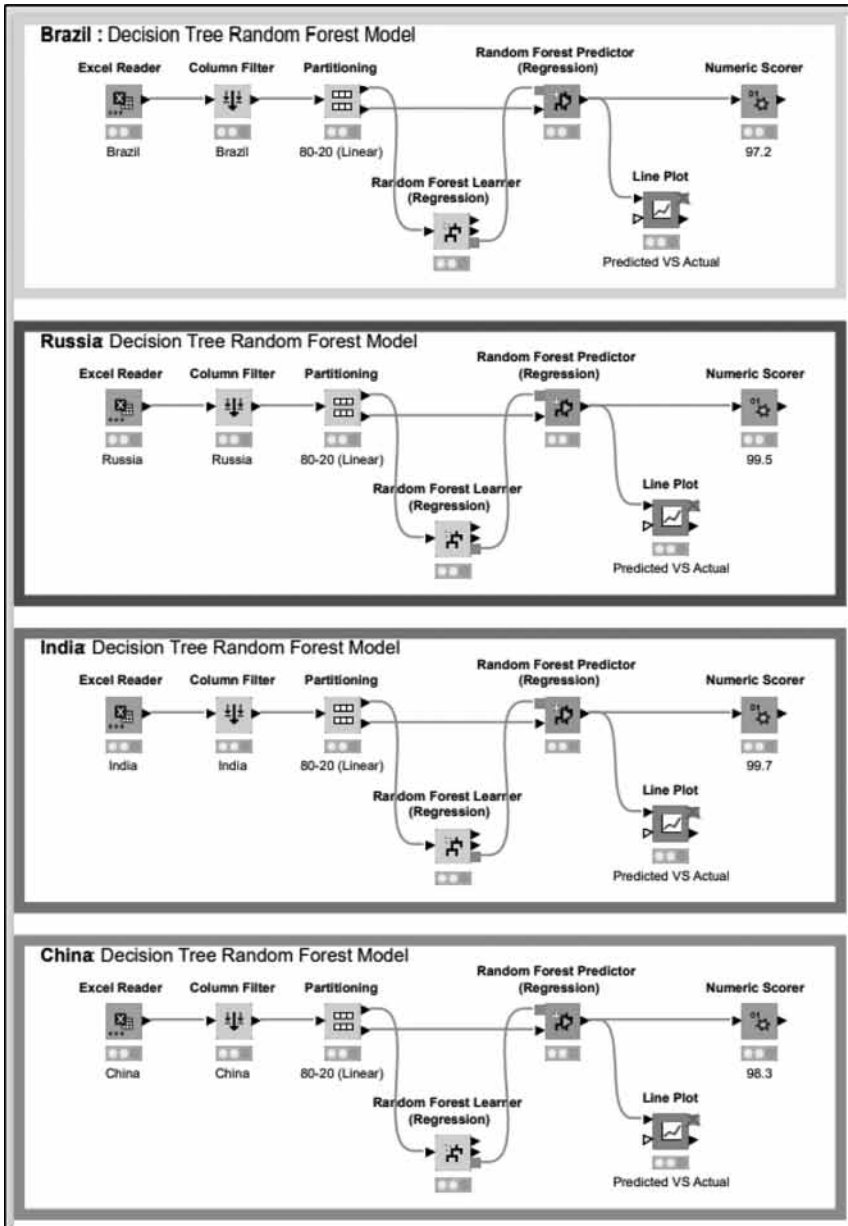 Brazil : Decision Tree Random Forest Model
Random Forest Predictor
(Regression)
Excel Reader Column Filter Partitioning Numeric Scorer
Brazil Brazil 80-20 (Linear) 97.2
Random Forest Learner
(Regression)
Line Plot
Predicted VS Actual
Russia: Decision Tree Random Forest Model
Random Forest Predictor
(Regression)
Excel Reader Column Filter Partitioning Numeric Scorer
Russia Russia 80-20 (Linear) 99.5
Random Forest Learner
(Regression)
Line Plot
Predicted VS Actual
India: Decision Tree Random Forest Model
Random Forest Predictor
(Regression)
Excel Reader Column Filter Partitioning Numeric Scorer
India India 80-20 (Linear) 99.7
Random Forest Learner
(Regression)
Line Plot
Predicted VS Actual
China: Decision Tree Random Forest Model
Random Forest Predictor
(Regression)
Excel Reader Column Filter Partitioning Numeric Scorer
China China 80-20 (Linear) 98.3
Random Forest Learner
(Regression)
Line Plot
Predicted VS Actual